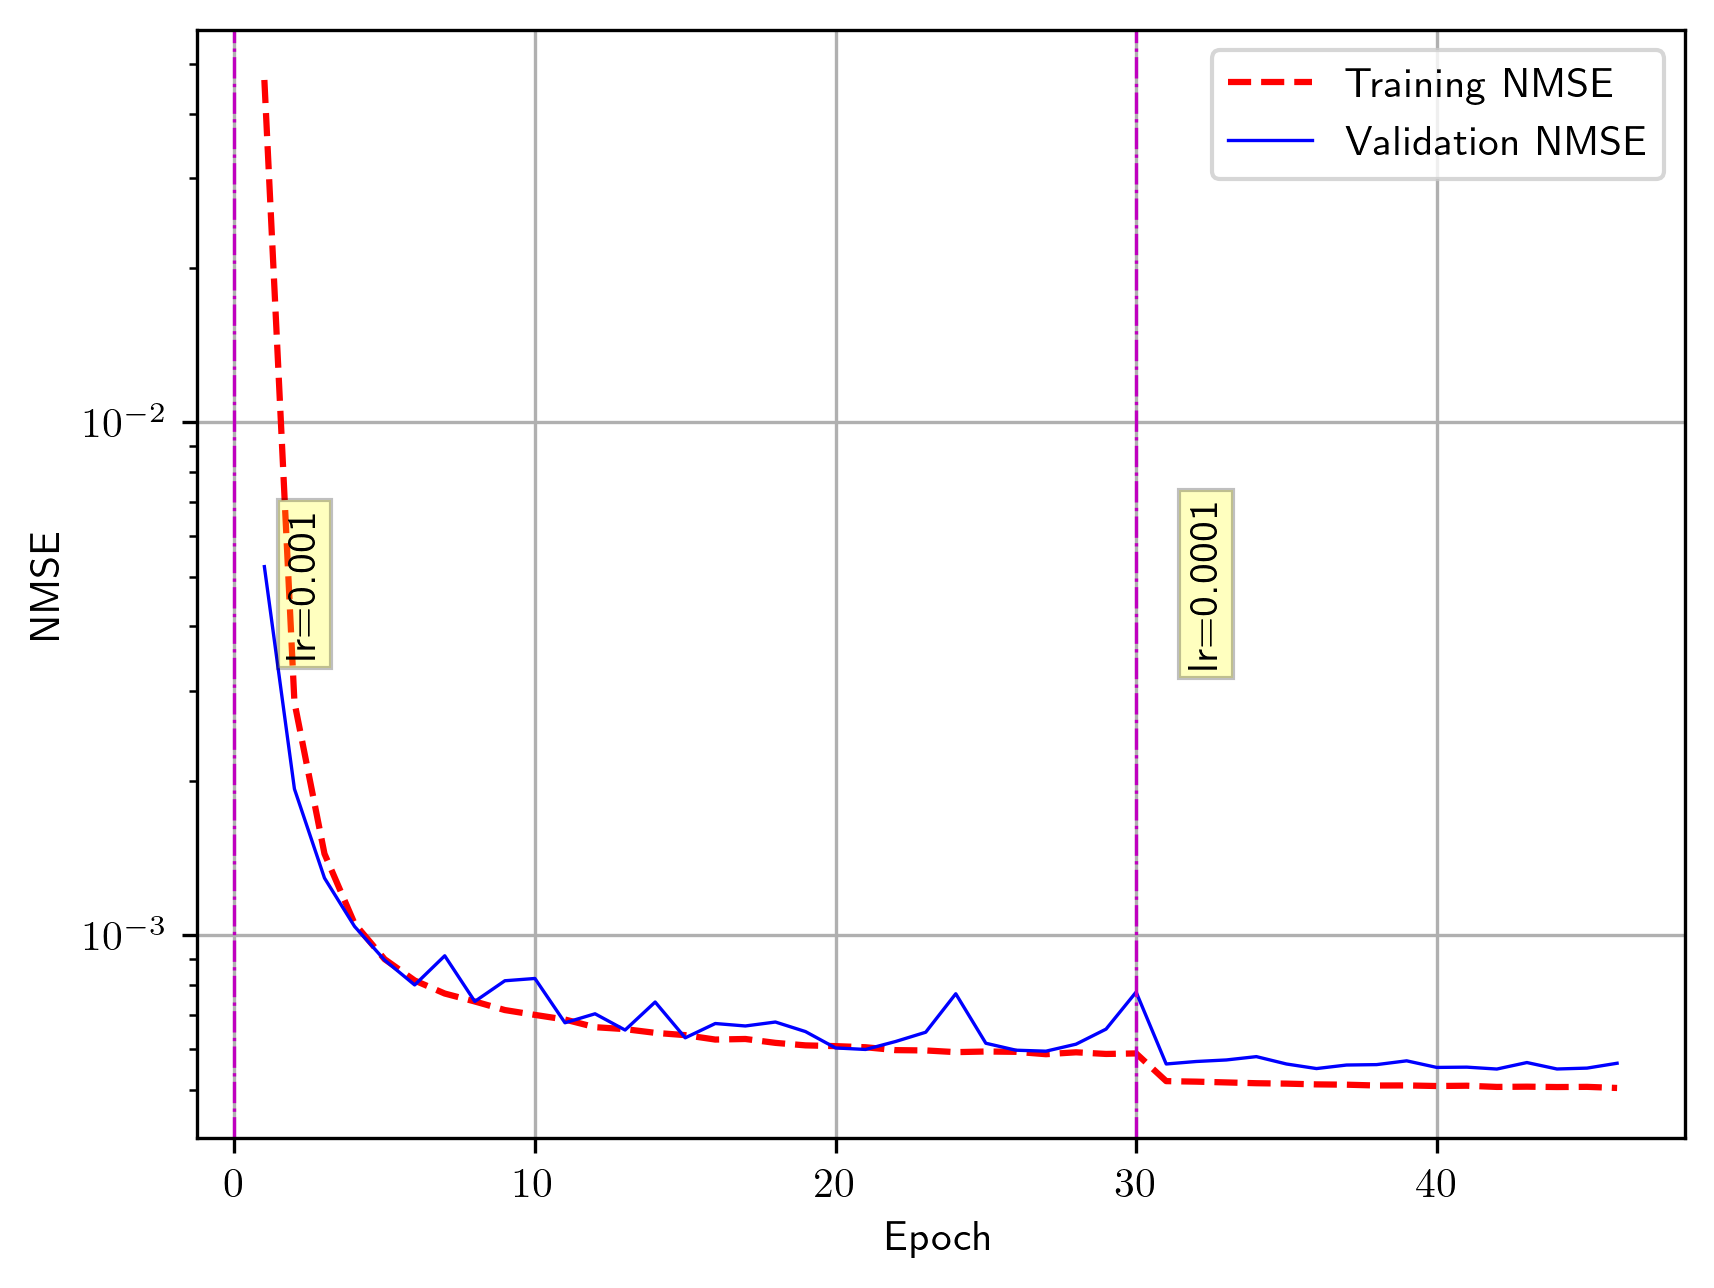 Training NMSE
Validation NMSE
10⁻²
10⁻³
NMSE
lr=0.001
lr=0.0001
0 10 20 30 40
Epoch